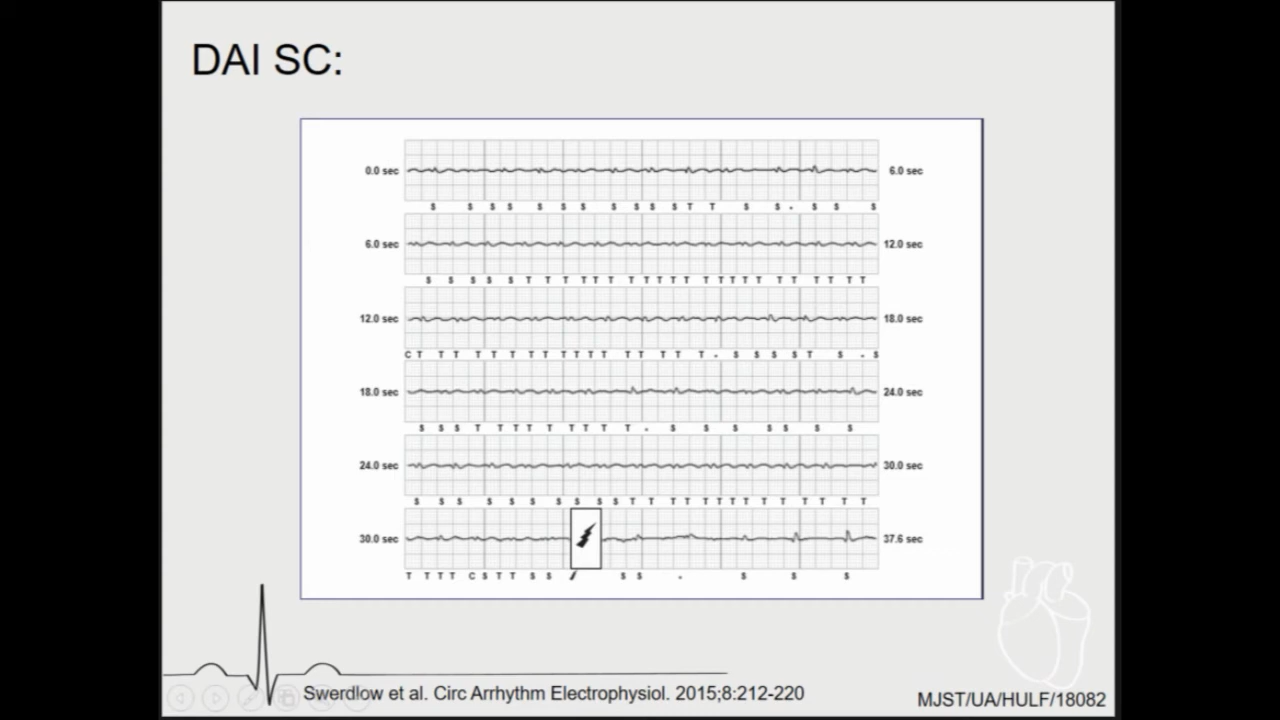 DAI SC:
0.0 sec 6.0 sec
S S S S S S S S S S S T T S S • S S S
6.0 sec 12.0 sec
S S S S S T T T T T T T T T T T T T T T T T T T T T
12.0 sec 18.0 sec
C T T T T T T T T T T T T T T T T T • S S S S T S • S
18.0 sec 24.0 sec
S S S T T T T T T T T T • S S S S S S S
24.0 sec 30.0 sec
S S S S S S S S S S T T T T T T T T T T T T T
30.0 sec 37.6 sec
T T T T C S T T S S S S • S S S
Swerdlow et al. Circ Arrhythm Electrophysiol. 2015;8:212-220
MJST/UA/HULF/18082